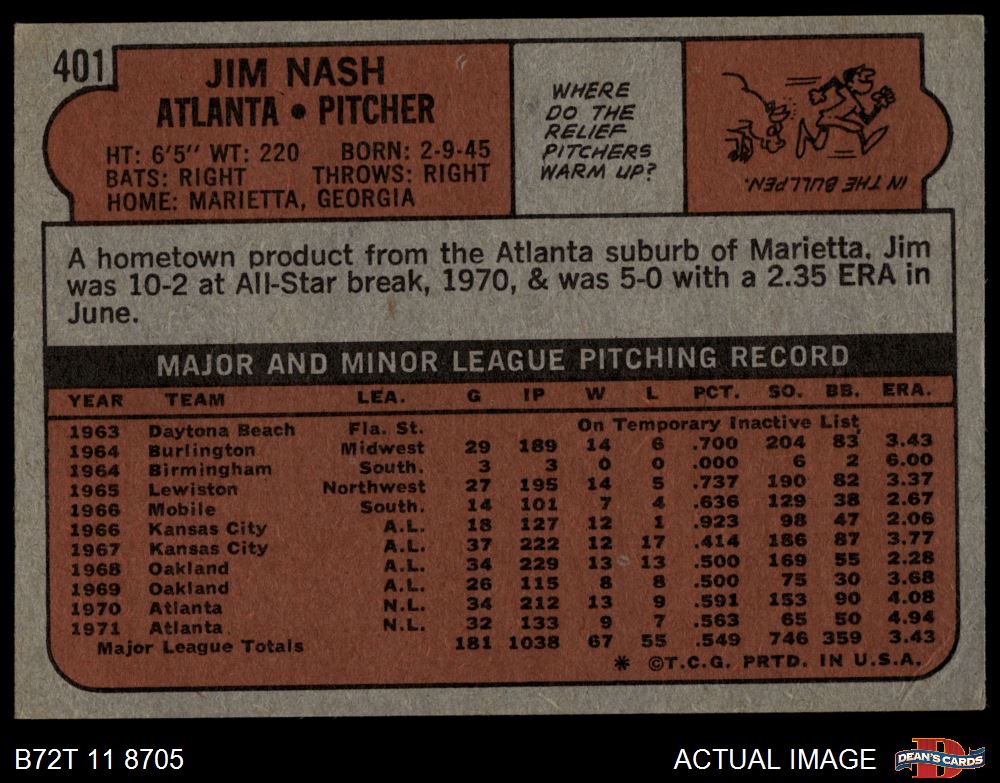 401
JIM NASH
ATLANTA • PITCHER
HT: 6'5" WT: 220 BORN: 2-9-45
BATS: RIGHT THROWS: RIGHT
HOME: MARIETTA, GEORGIA
WHERE
DO THE
RELIEF
PITCHERS
WARM UP?
IN THE BULLPEN.
A hometown product from the Atlanta suburb of Marietta, Jim
was 10-2 at All-Star break, 1970, & was 5-0 with a 2.35 ERA in
June.
MAJOR AND MINOR LEAGUE PITCHING RECORD
YEAR TEAM LEA. G IP W L PCT. SO. BB. ERA.
1963 Daytona Beach Fla. St. On Temporary Inactive List
1964 Burlington Midwest 29 189 14 6 .700 204 83 3.43
1964 Birmingham South. 3 3 0 0 .000 6 2 6.00
1965 Lewiston Northwest 27 195 14 5 .737 190 82 3.37
1966 Mobile South. 14 101 7 4 .636 129 38 2.67
1966 Kansas City A.L. 18 127 12 1 .923 98 47 2.06
1967 Kansas City A.L. 37 222 12 17 .414 186 87 3.77
1968 Oakland A.L. 34 229 13 13 .500 169 55 2.28
1969 Oakland A.L. 26 115 8 8 .500 75 30 3.68
1970 Atlanta N.L. 34 212 13 9 .591 153 90 4.08
1971 Atlanta N.L. 32 133 9 7 .563 65 50 4.94
Major League Totals 181 1038 67 55 .549 746 359 3.43
* ©T.C.G. PRTD. IN U.S.A.
B72T 11 8705
ACTUAL IMAGE
D
DEAN'S CARDS